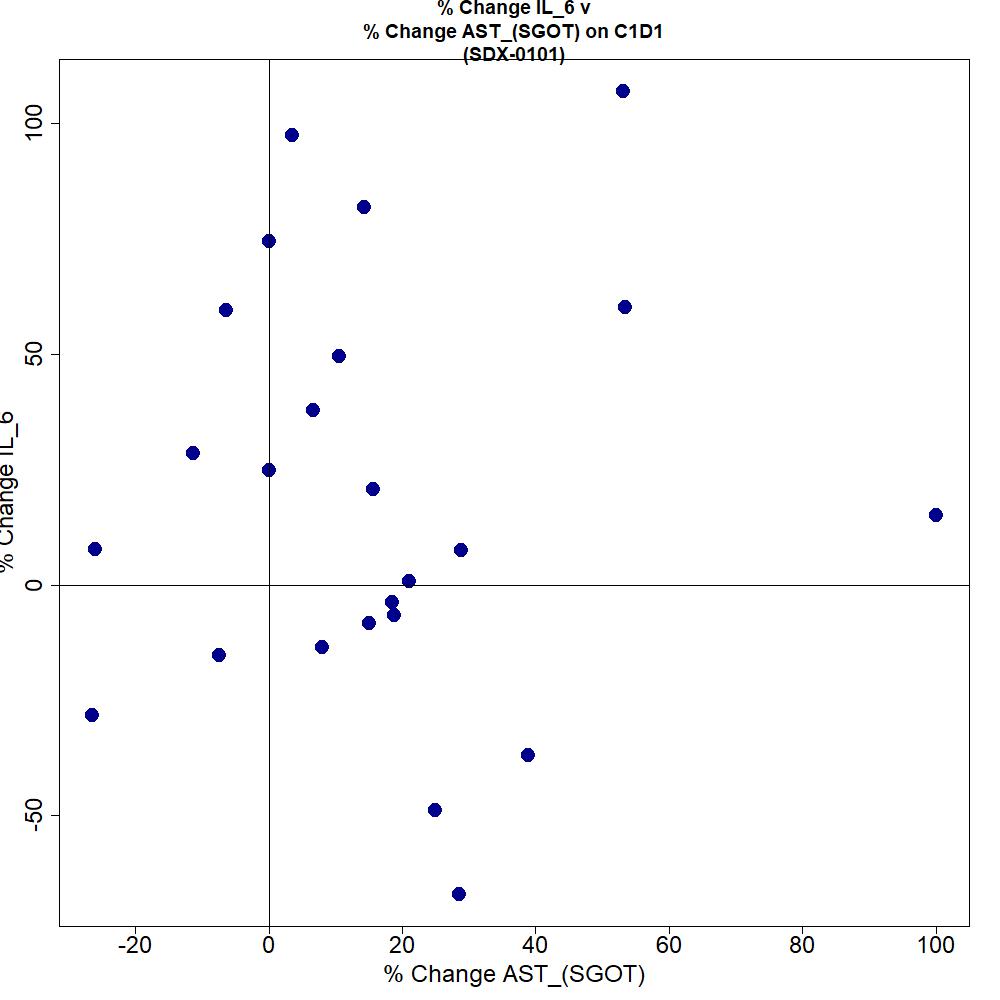 % Change IL_6 v
% Change AST_(SGOT) on C1D1
(SDX-0101)
% Change IL_6
100
50
0
-50
-20 0 20 40 60 80 100
% Change AST_(SGOT)